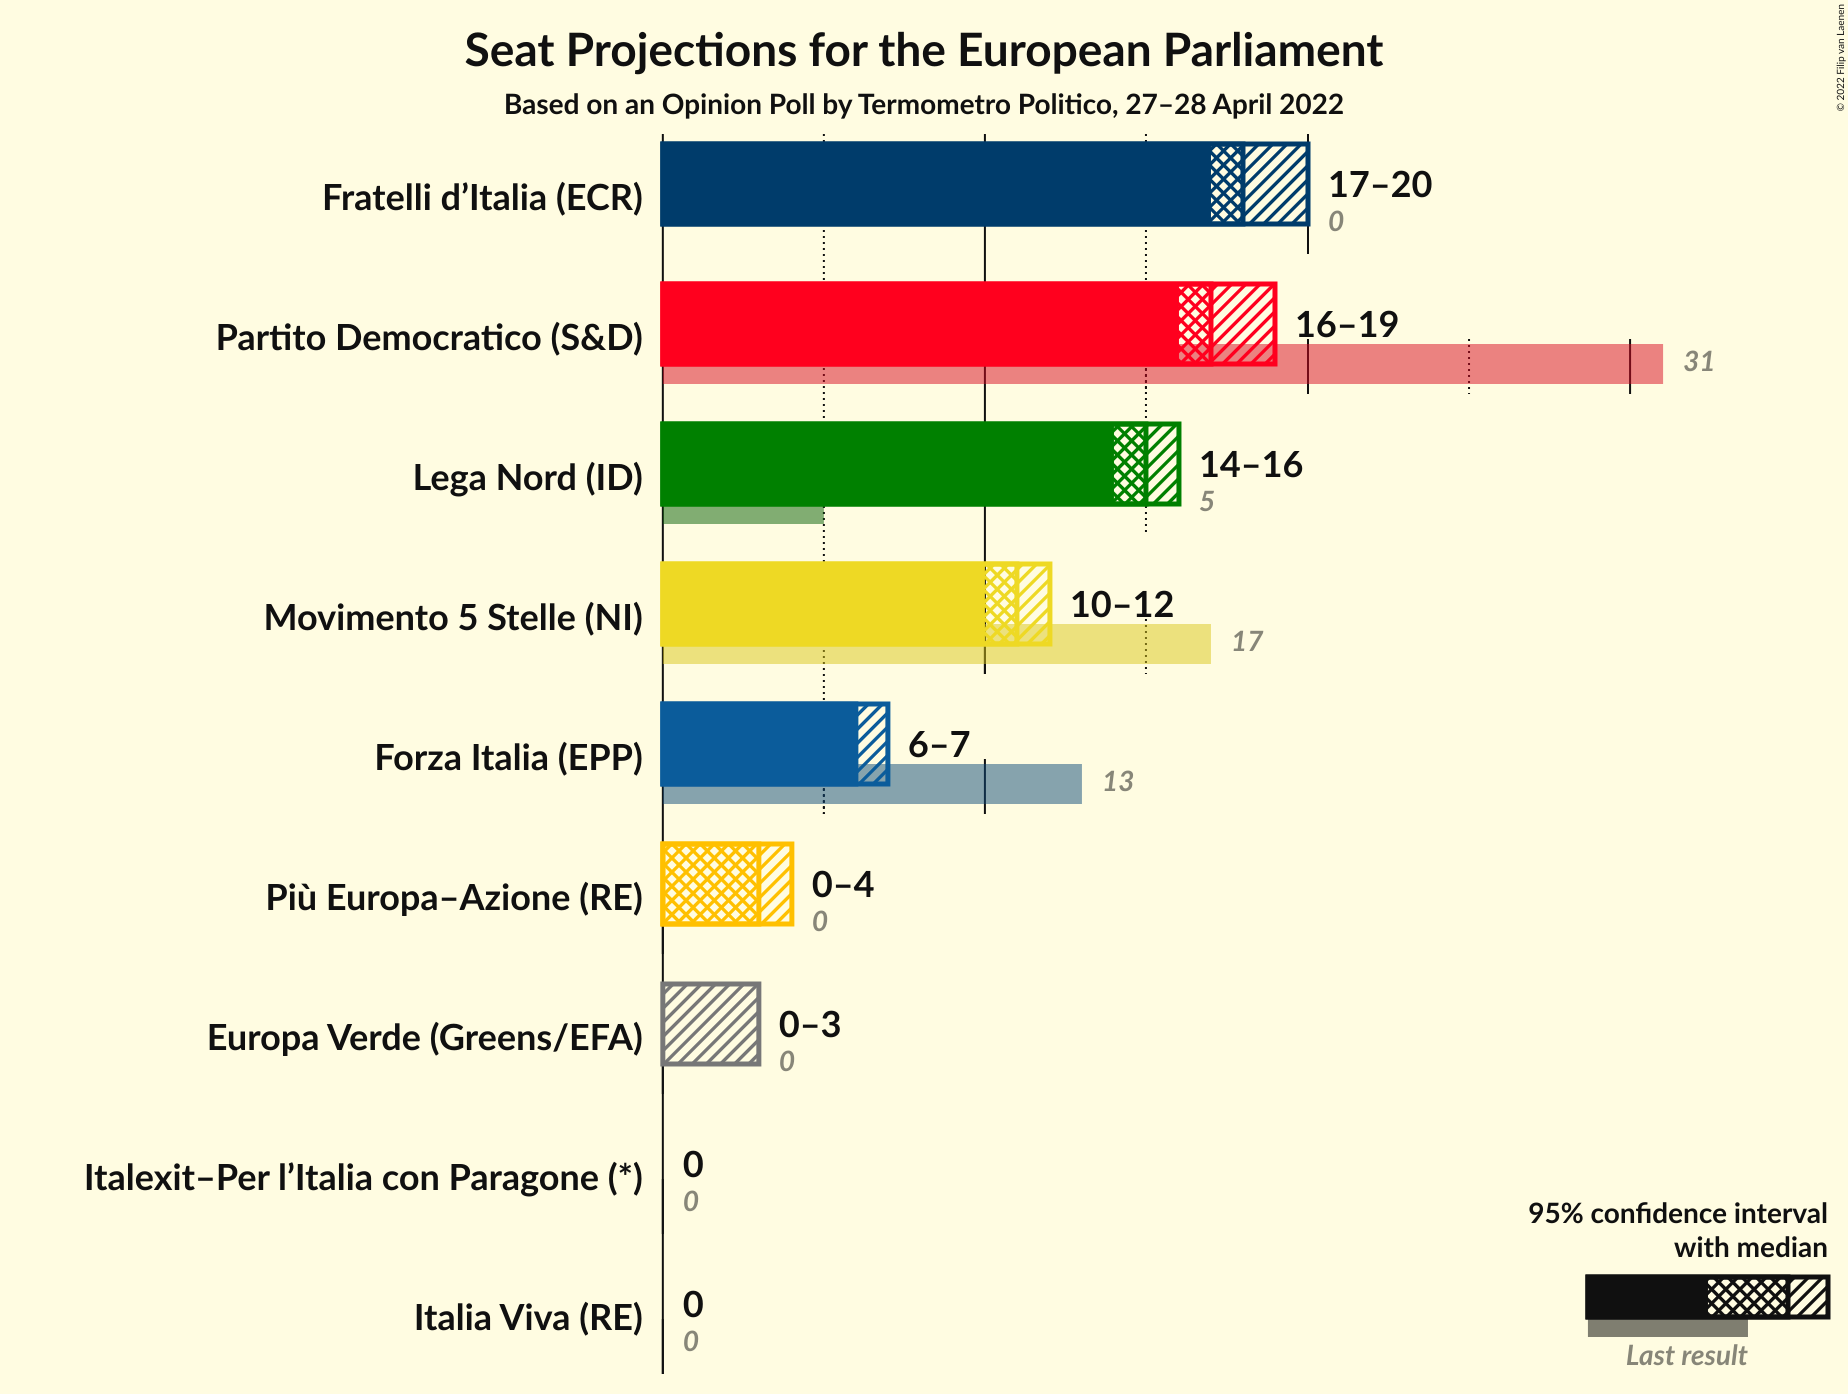 Seat Projections for the European Parliament
Based on an Opinion Poll by Termometro Politico, 27–28 April 2022
© 2022 Filip van Laenen
Fratelli d’Italia (ECR)
17–20
0
Partito Democratico (S&D)
16–19
31
Lega Nord (ID)
14–16
5
Movimento 5 Stelle (NI)
10–12
17
Forza Italia (EPP)
6–7
13
Più Europa–Azione (RE)
0–4
0
Europa Verde (Greens/EFA)
0–3
0
Italexit–Per l’Italia con Paragone (*)
0
0
Italia Viva (RE)
0
0
95% confidence interval
with median
Last result